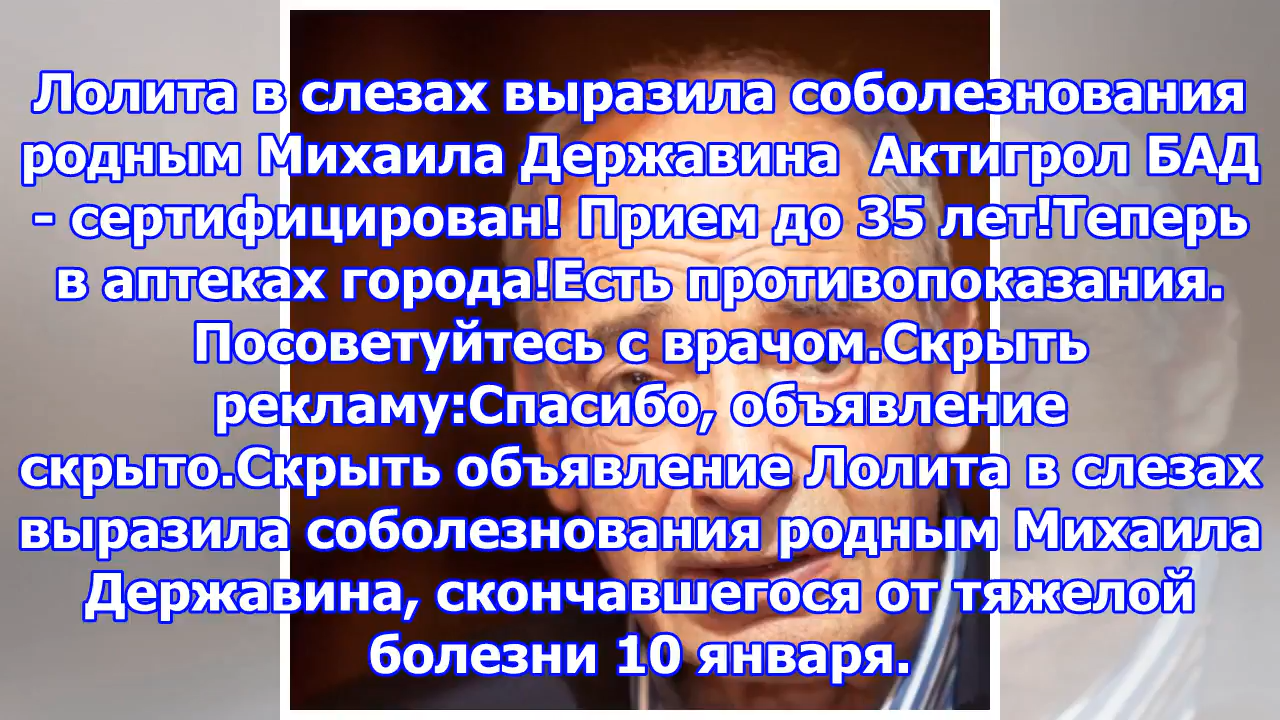 Лолита в слезах выразила соболезнования
родным Михаила Державина  Актигрол БАД
- сертифицирован! Прием до 35 лет!Теперь
в аптеках города!Есть противопоказания.
Посоветуйтесь с врачом.Скрыть
рекламу:Спасибо, объявление
скрыто.Скрыть объявление Лолита в слезах
выразила соболезнования родным Михаила
Державина, скончавшегося от тяжелой
болезни 10 января.